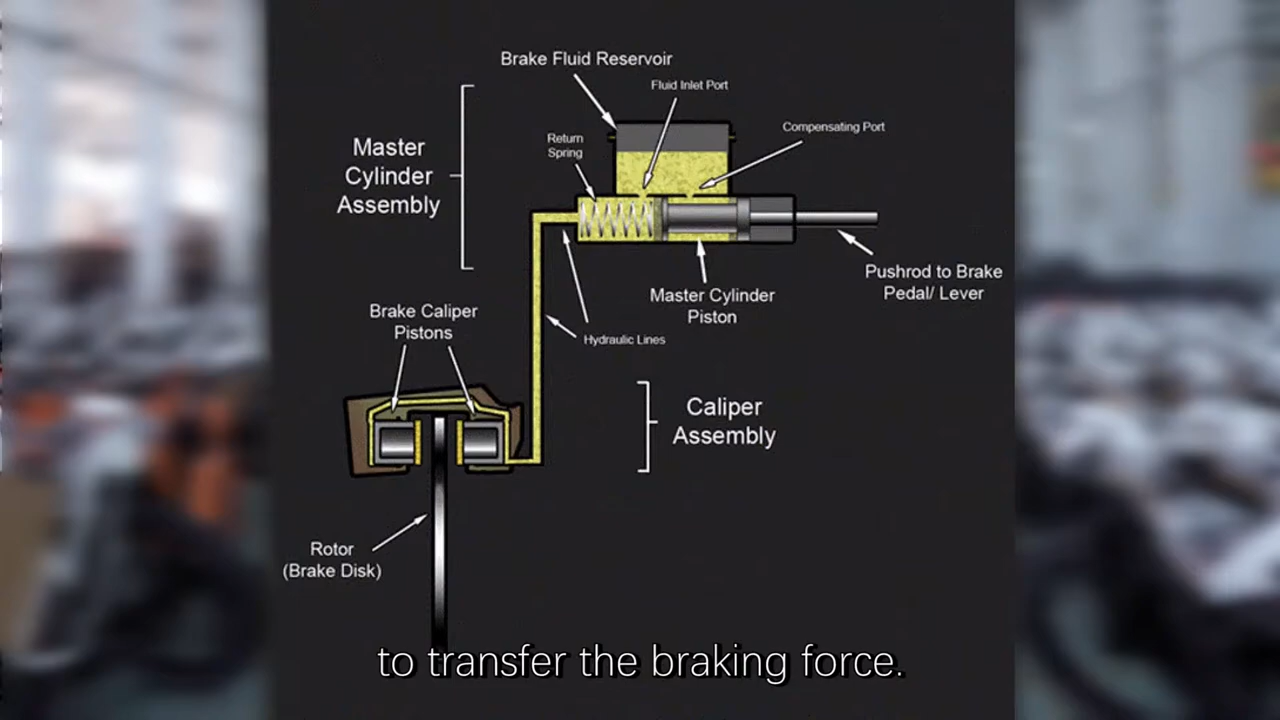 Brake Fluid Reservoir
Fluid Inlet Port
Compensating Port
Return
Spring
Master
Cylinder
Assembly
Pushrod to Brake
Pedal/ Lever
Master Cylinder
Piston
Brake Caliper
Pistons
Hydraulic Lines
Caliper
Assembly
Rotor
(Brake Disk)
to transfer the braking force.